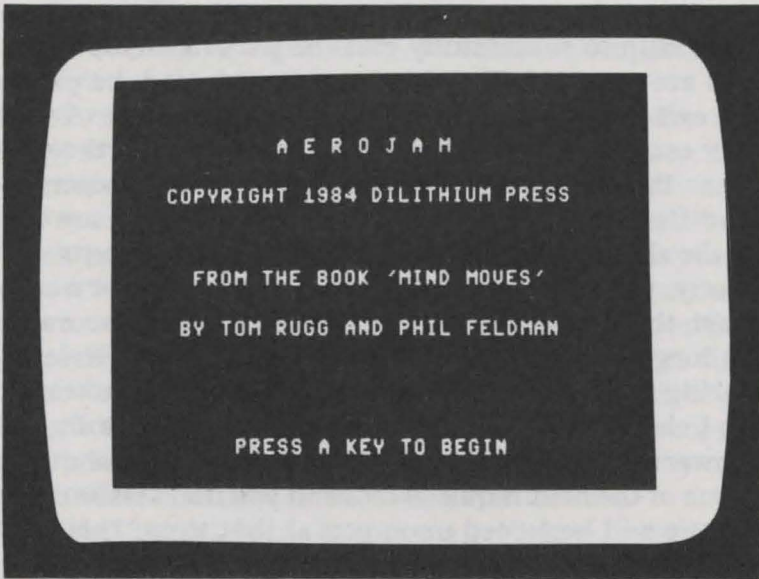 A E R O J A M
COPYRIGHT 1984 DILITHIUM PRESS
FROM THE BOOK 'MIND MOVES'
BY TOM RUGG AND PHIL FELDMAN
PRESS A KEY TO BEGIN